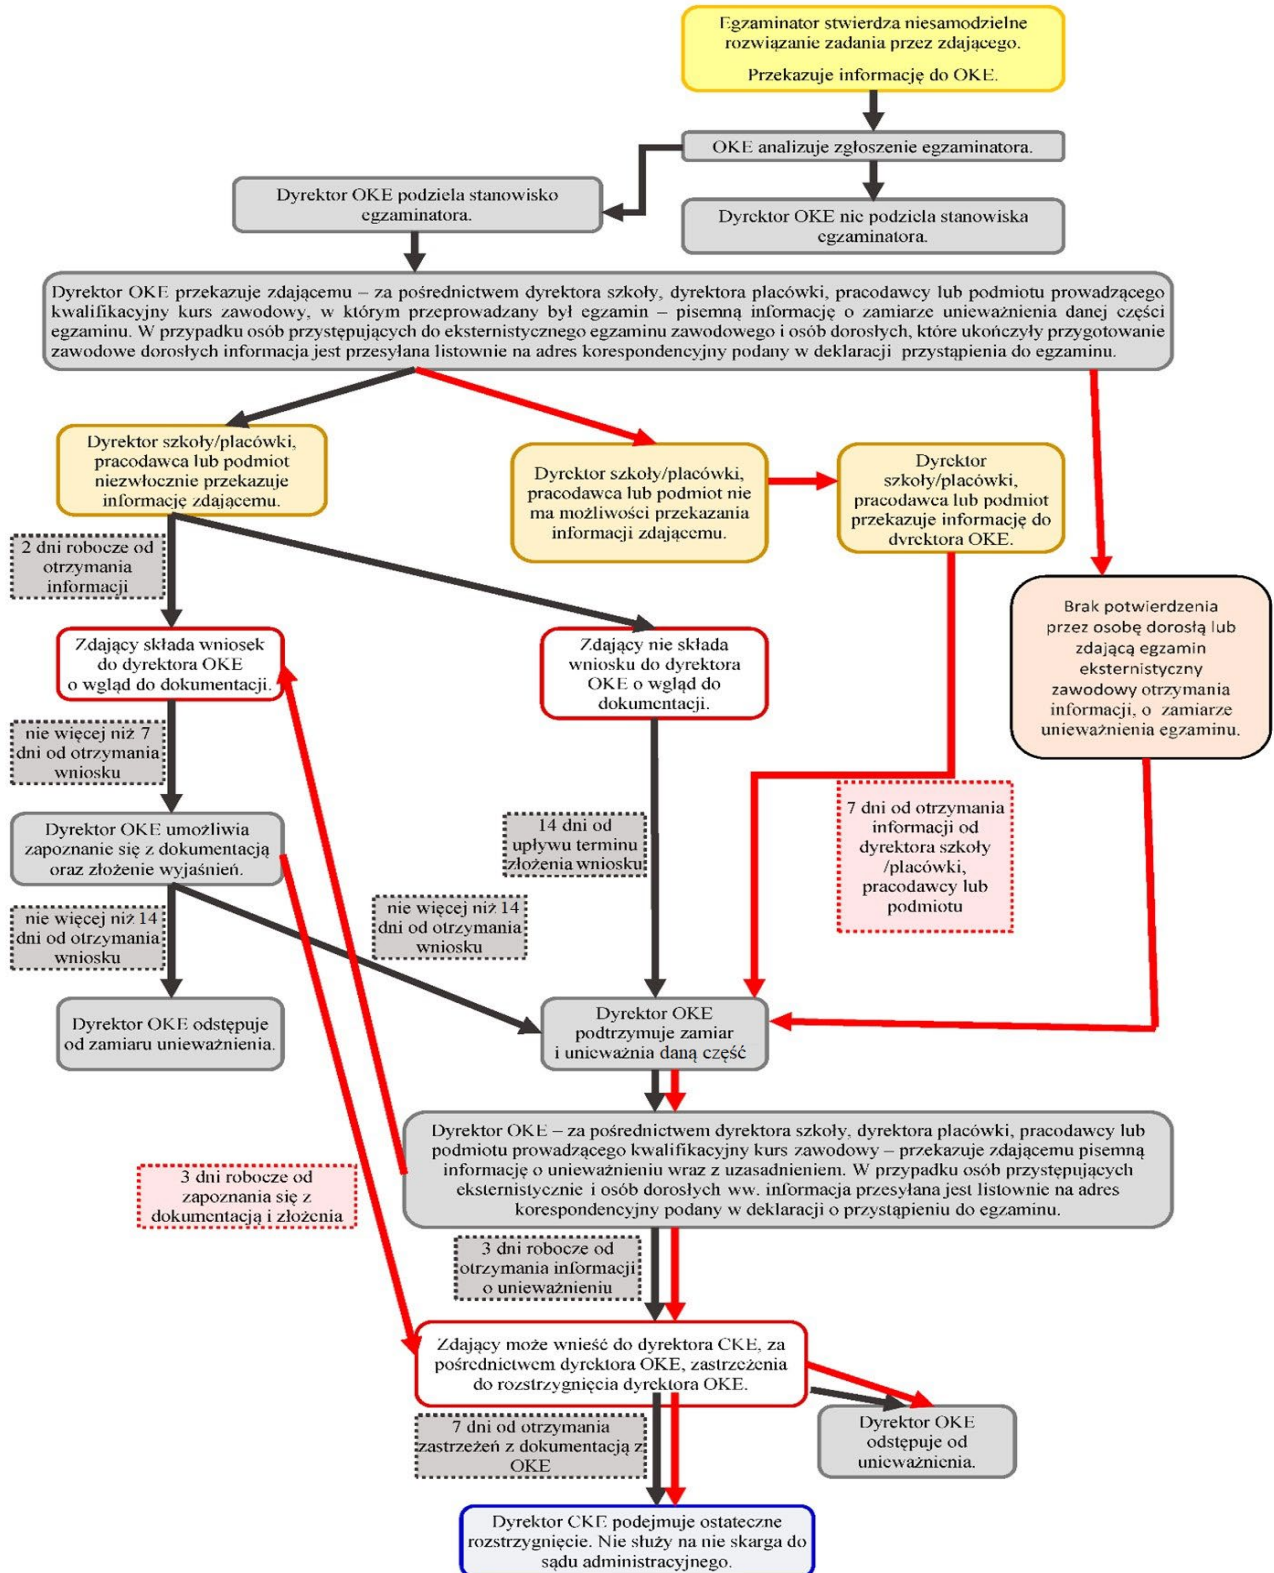 Egzaminator stwierdza niesamodzielne
rozwiązanie zadania przez zdającego.
Przekazuje informację do OKE.
OKE analizuje zgłoszenie egzaminatora.
Dyrektor OKE podziela stanowisko
egzaminatora.
Dyrektor OKE nie podziela stanowiska
egzaminatora.
Dyrektor OKE przekazuje zdającemu – za pośrednictwem dyrektora szkoły, dyrektora placówki, pracodawcy lub podmiotu prowadzącego
kwalifikacyjny kurs zawodowy, w którym przeprowadzany był egzamin – pisemną informację o zamiarze unieważnienia danej części
egzaminu. W przypadku osób przystępujących do eksternistycznego egzaminu zawodowego i osób dorosłych, które ukończyły przygotowanie
zawodowe dorosłych informacja jest przesyłana listownie na adres korespondencyjny podany w deklaracji przystąpienia do egzaminu.
Dyrektor szkoły/placówki,
pracodawca lub podmiot
niezwłocznie przekazuje
informację zdającemu.
Dyrektor szkoły/placówki,
pracodawca lub podmiot nie
ma możliwości przekazania
informacji zdającemu.
Dyrektor
szkoły/placówki,
pracodawca lub podmiot
przekazuje informację do
dyrektora OKE.
2 dni robocze od
otrzymania
informacji
Brak potwierdzenia
przez osobę dorosłą lub
zdającą egzamin
eksternistyczny
zawodowy otrzymania
informacji, o zamiarze
unieważnienia egzaminu.
Zdający składa wniosek
do dyrektora OKE
o wgląd do dokumentacji.
Zdający nie składa
wniosku do dyrektora
OKE o wgląd do
dokumentacji.
nie więcej niż 7
dni od otrzymania
wniosku
Dyrektor OKE umożliwia
zapoznanie się z dokumentacją
oraz złożenie wyjaśnień.
14 dni od
upływu terminu
złożenia wniosku
7 dni od otrzymania
informacji od
dyrektora szkoły
/placówki,
pracodawcy lub
podmiotu
nie więcej niż 14
dni od otrzymania
wniosku
nie więcej niż 14
dni od otrzymania
wniosku
Dyrektor OKE odstępuje
od zamiaru unieważnienia.
Dyrektor OKE
podtrzymuje zamiar
i unieważnia daną część
Dyrektor OKE – za pośrednictwem dyrektora szkoły, dyrektora placówki, pracodawcy lub
podmiotu prowadzącego kwalifikacyjny kurs zawodowy – przekazuje zdającemu pisemną
informację o unieważnieniu wraz z uzasadnieniem. W przypadku osób przystępujących
eksternistycznie i osób dorosłych ww. informacja przesyłana jest listownie na adres
korespondencyjny podany w deklaracji o przystąpieniu do egzaminu.
3 dni robocze od
zapoznania się z
dokumentacją i złożenia
3 dni robocze od
otrzymania informacji
o unieważnieniu
Zdający może wnieść do dyrektora CKE, za
pośrednictwem dyrektora OKE, zastrzeżenia
do rozstrzygnięcia dyrektora OKE.
7 dni od otrzymania
zastrzeżeń z dokumentacją z
OKE
Dyrektor OKE
odstępuje od
unieważnienia.
Dyrektor CKE podejmuje ostateczne
rozstrzygnięcie. Nie służy na nie skarga do
sądu administracyjnego.